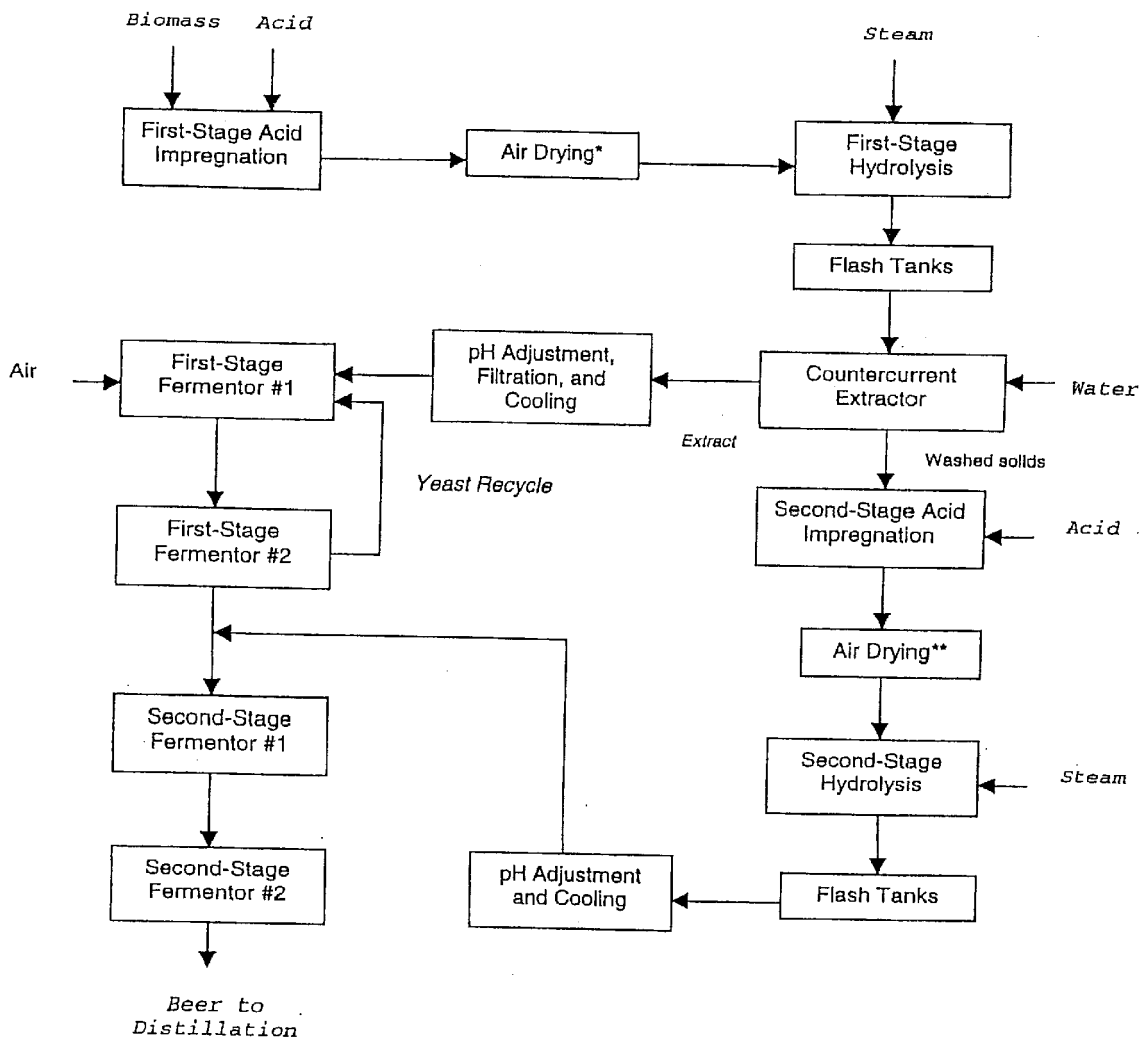 Biomass
Acid
Steam
First-Stage Acid
Impregnation
Air Drying*
First-Stage
Hydrolysis
Flash Tanks
Air
First-Stage
Fermentor #1
pH Adjustment,
Filtration, and
Cooling
Countercurrent
Extractor
Water
Extract
Washed solids
Yeast Recycle
First-Stage
Fermentor #2
Second-Stage Acid
Impregnation
Acid
Air Drying**
Second-Stage
Fermentor #1
Second-Stage
Hydrolysis
Steam
Second-Stage
Fermentor #2
pH Adjustment
and Cooling
Flash Tanks
Beer to
Distillation